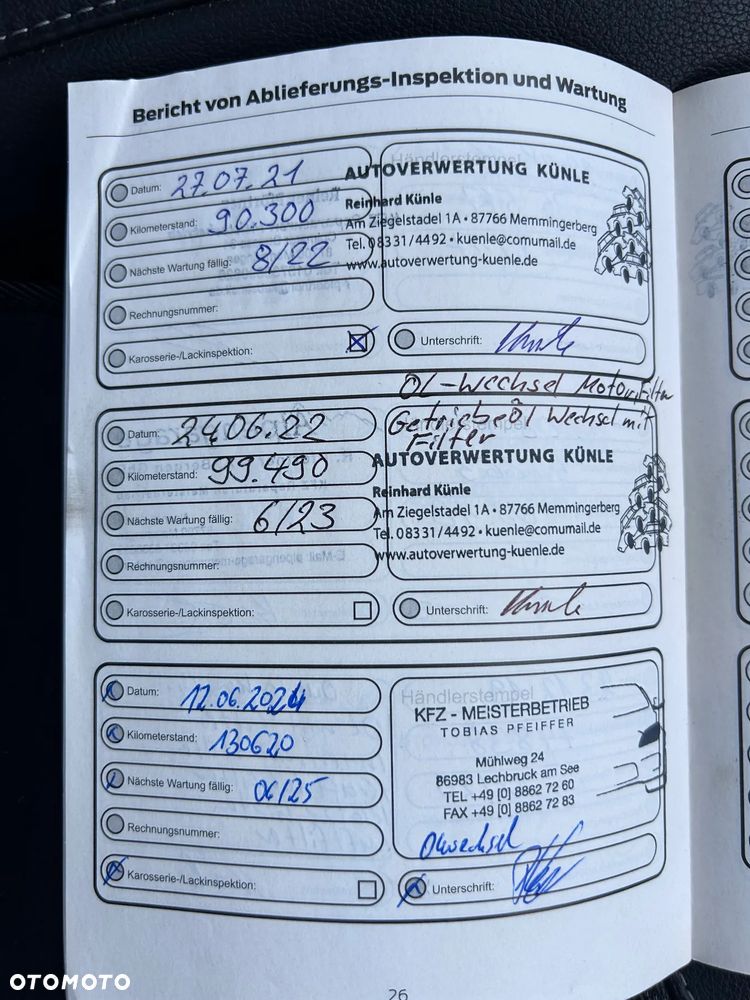 Bericht von Ablieferungs-Inspektion und Wartung
Datum: 27.07.21
Kilometerstand: 90.300
Nächste Wartung fällig: 8/22
Rechnungsnummer:
Karosserie-/Lackinspektion:
Händlerstempel
AUTOVERWERTUNG KÜNLE
Reinhard Künle
Am Ziegelstadel 1A • 87766 Memmingerberg
Tel. 08331/4492 • kuenle@comumail.de
www.autoverwertung-kuenle.de
Unterschrift: Künle
Datum: 24.06.22
Kilometerstand: 99.490
Nächste Wartung fällig: 6/23
Rechnungsnummer:
Karosserie-/Lackinspektion:
ÖL-Wechsel Motor, Filter
Getriebeöl Wechsel mit
Filter
AUTOVERWERTUNG KÜNLE
Reinhard Künle
Am Ziegelstadel 1A • 87766 Memmingerberg
Tel. 08331/4492 • kuenle@comumail.de
www.autoverwertung-kuenle.de
Unterschrift: Künle
Datum: 12.06.2024
Kilometerstand: 130620
Nächste Wartung fällig: 06/25
Rechnungsnummer:
Karosserie-/Lackinspektion:
Händlerstempel
KFZ - MEISTERBETRIEB
TOBIAS PFEIFFER
Mühlweg 24
86983 Lechbruck am See
TEL +49 [0] 8862 72 60
FAX +49 [0] 8862 72 83
Ölwechsel
Unterschrift:
26
OTOMOTO